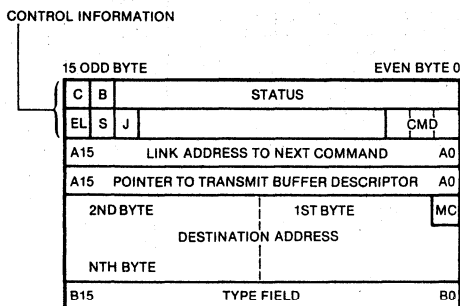 CONTROL INFORMATION
15 ODD BYTE EVEN BYTE 0
C B STATUS
EL S J CMD
A15 LINK ADDRESS TO NEXT COMMAND A0
A15 POINTER TO TRANSMIT BUFFER DESCRIPTOR A0
2ND BYTE 1ST BYTE MC
DESTINATION ADDRESS
NTH BYTE
B15 TYPE FIELD B0